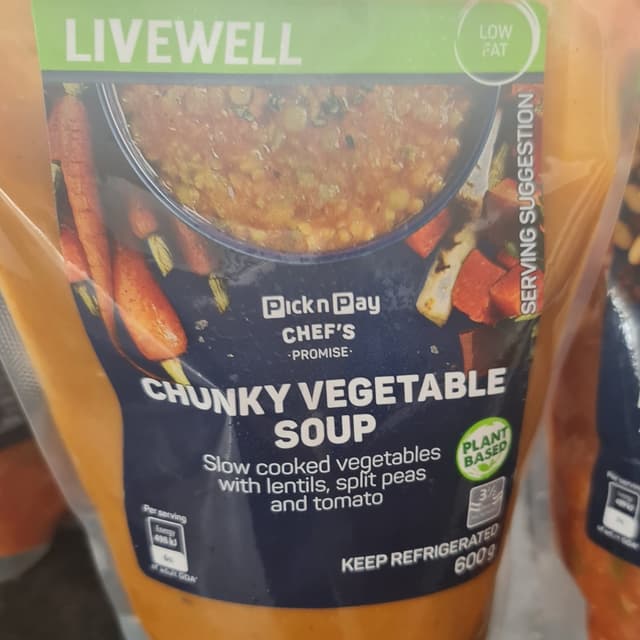 LIVEWELL
LOW
FAT
SERVING SUGGESTION
Pick n Pay
CHEF'S
·PROMISE·
CHUNKY VEGETABLE
SOUP
Slow cooked vegetables
with lentils, split peas
and tomato
PLANT
BASED
Per serving
Energy
KEEP REFRIGERATED
600g